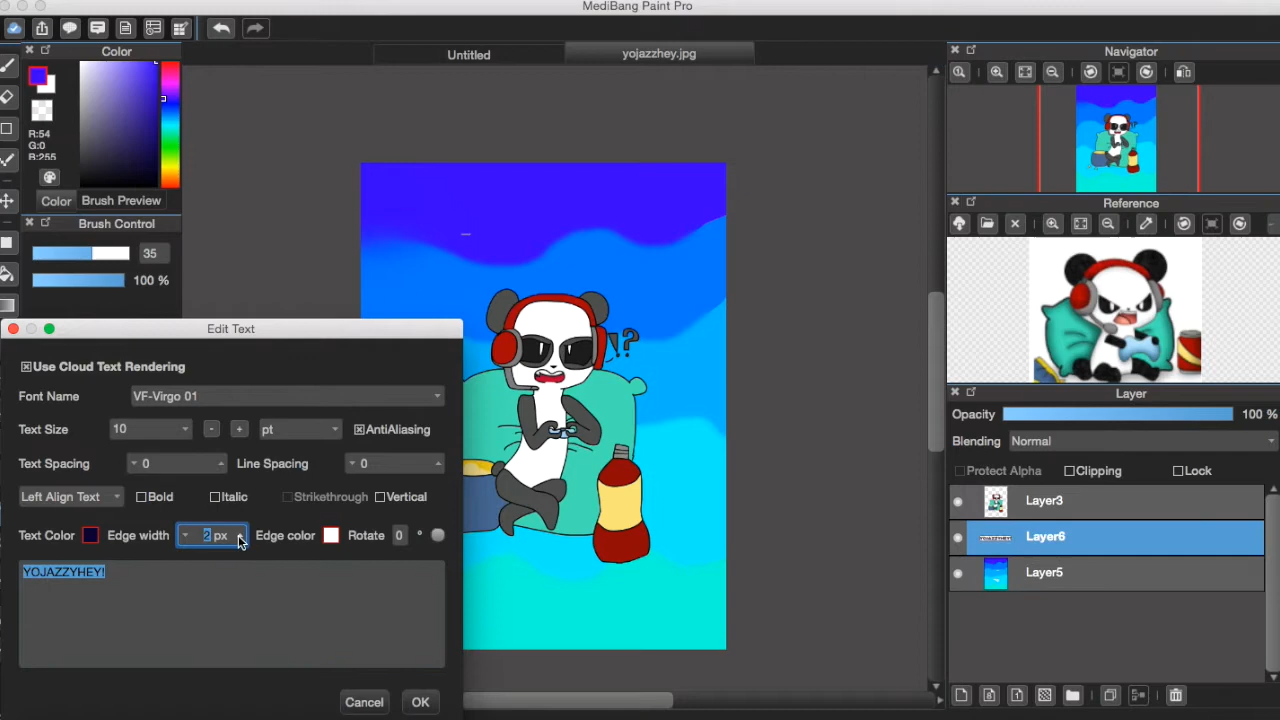 MediBang Paint Pro
Color
Untitled
yojazzhey.jpg
Navigator
R:54
G:0
B:255
Color
Brush Preview
Brush Control
35
100 %
Reference
!?
Edit Text
Use Cloud Text Rendering
Font Name
VF-Virgo 01
Text Size
10
-
+
pt
AntiAliasing
Text Spacing
0
Line Spacing
0
Left Align Text
Bold
Italic
Strikethrough
Vertical
Text Color
Edge width
2 px
Edge color
Rotate
0
°
YOJAZZYHEY!
Cancel
OK
Layer
Opacity
100 %
Blending
Normal
Protect Alpha
Clipping
Lock
Layer3
Layer6
Layer5